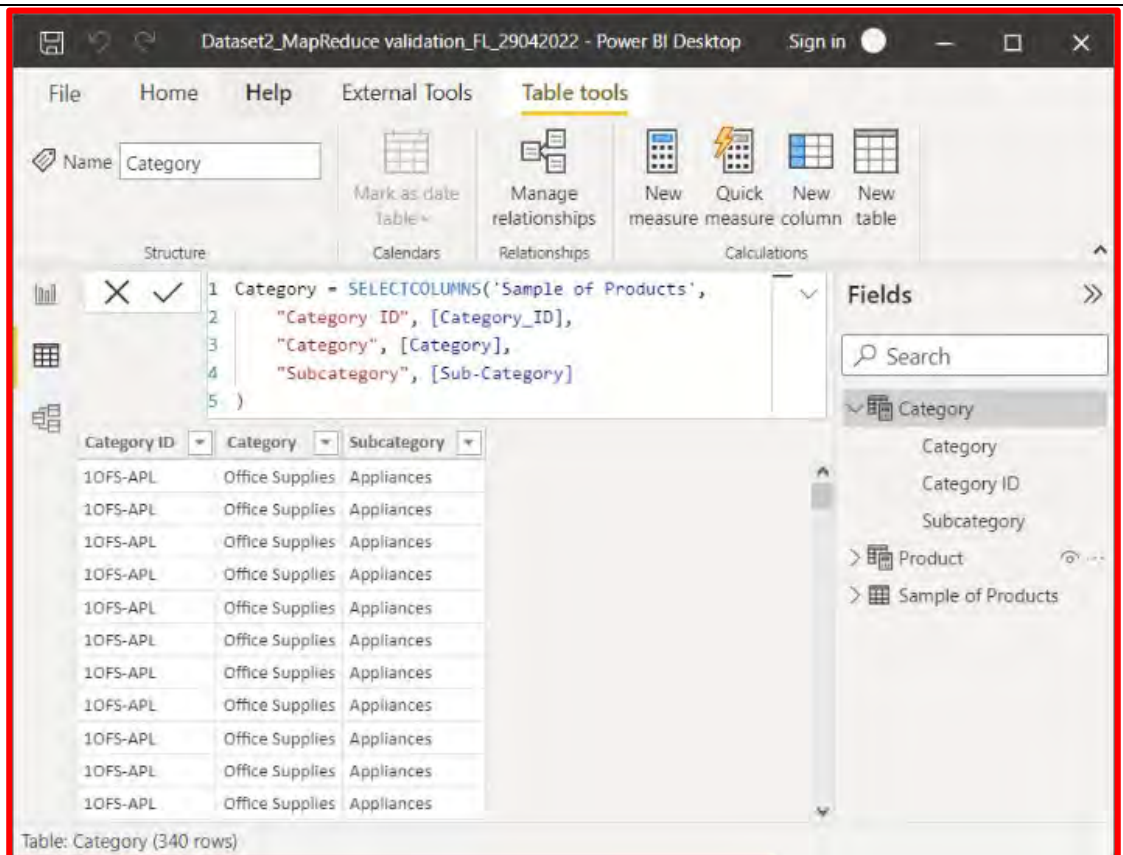 Dataset2_MapReduce validation_FL_29042022 - Power BI Desktop Sign in
File Home Help External Tools Table tools
Name Category
Mark as date
table
Manage
relationships
New
measure
Quick
measure
New
column
New
table
Structure Calendars Relationships Calculations
1 Category = SELECTCOLUMNS('Sample of Products',
2 "Category ID", [Category_ID],
3 "Category", [Category],
4 "Subcategory", [Sub-Category]
5 )
Fields
Search
Category
Category
Category ID
Subcategory
Product
Sample of Products
Category ID Category Subcategory
1OFS-APL Office Supplies Appliances
1OFS-APL Office Supplies Appliances
1OFS-APL Office Supplies Appliances
1OFS-APL Office Supplies Appliances
1OFS-APL Office Supplies Appliances
1OFS-APL Office Supplies Appliances
1OFS-APL Office Supplies Appliances
1OFS-APL Office Supplies Appliances
1OFS-APL Office Supplies Appliances
1OFS-APL Office Supplies Appliances
1OFS-APL Office Supplies Appliances
Table: Category (340 rows)